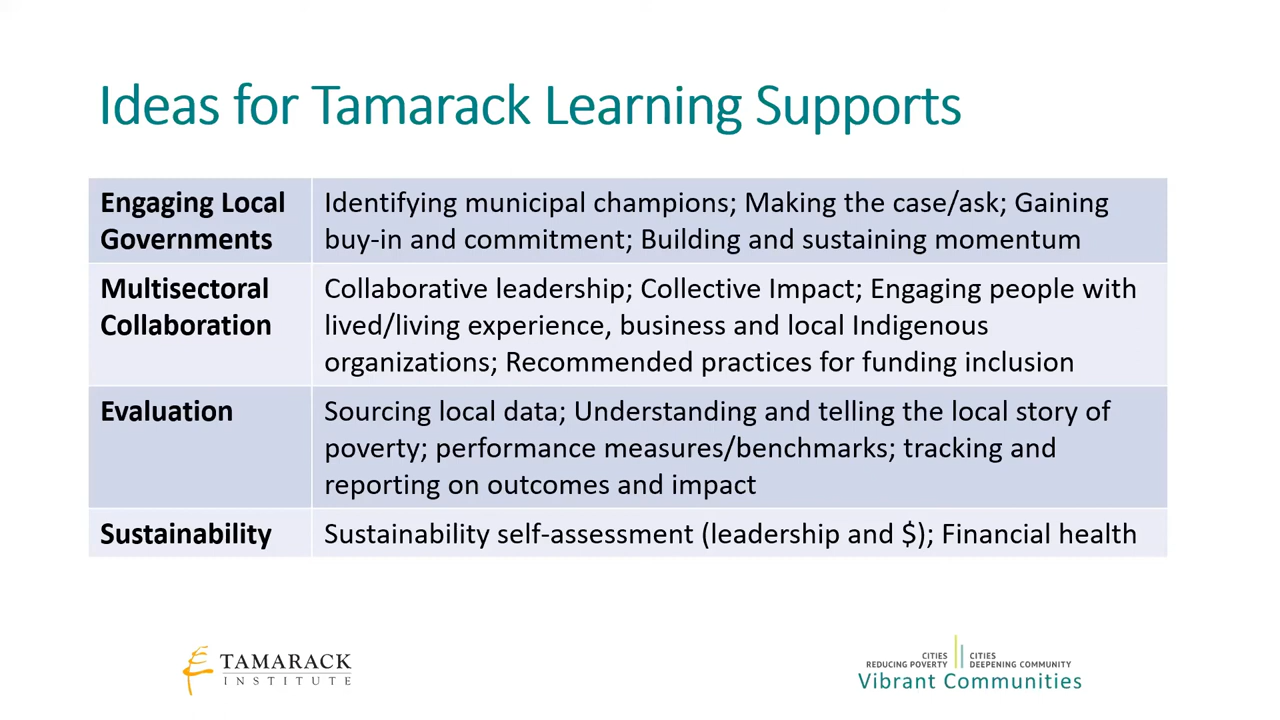 Ideas for Tamarack Learning Supports
Engaging Local
Governments
Identifying municipal champions; Making the case/ask; Gaining
buy-in and commitment; Building and sustaining momentum
Multisectoral
Collaboration
Collaborative leadership; Collective Impact; Engaging people with
lived/living experience, business and local Indigenous
organizations; Recommended practices for funding inclusion
Evaluation
Sourcing local data; Understanding and telling the local story of
poverty; performance measures/benchmarks; tracking and
reporting on outcomes and impact
Sustainability
Sustainability self-assessment (leadership and $); Financial health
TAMARACK
INSTITUTE
CITIES
REDUCING POVERTY
CITIES
DEEPENING COMMUNITY
Vibrant Communities